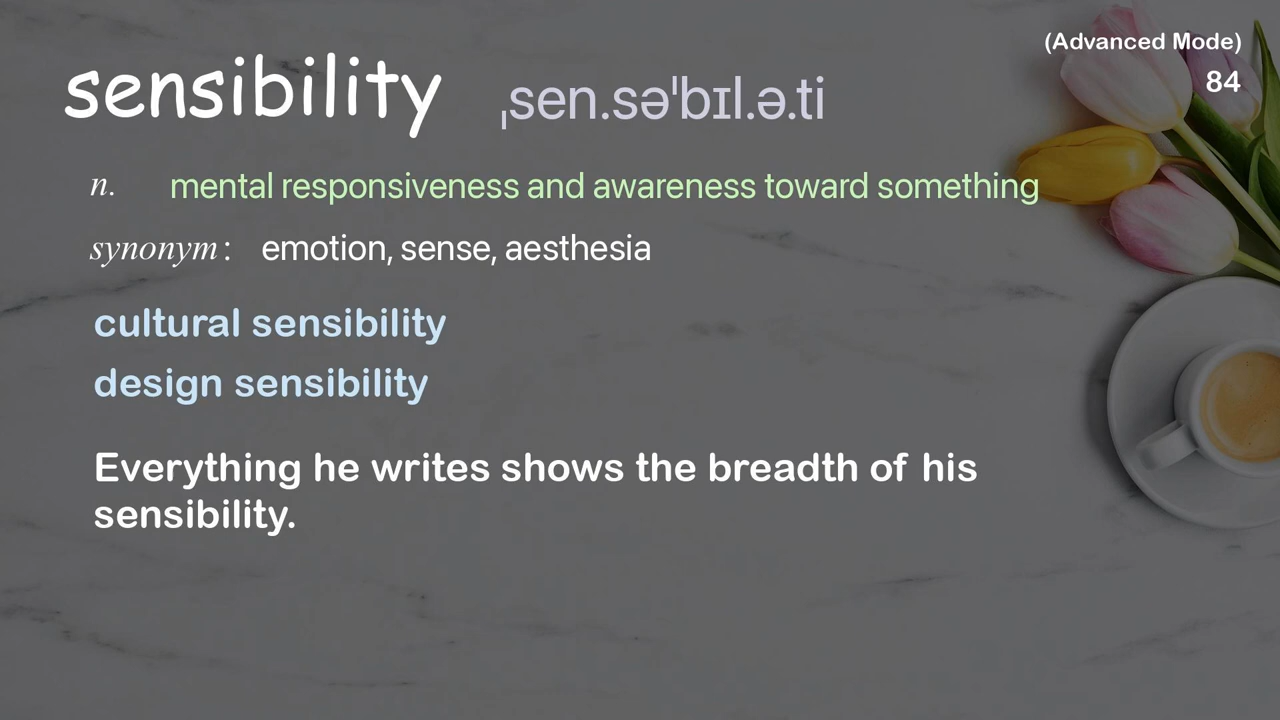 (Advanced Mode)
84
sensibility ˌsen.səˈbɪl.ə.ti
n. mental responsiveness and awareness toward something
synonym: emotion, sense, aesthesia
cultural sensibility
design sensibility
Everything he writes shows the breadth of his
sensibility.